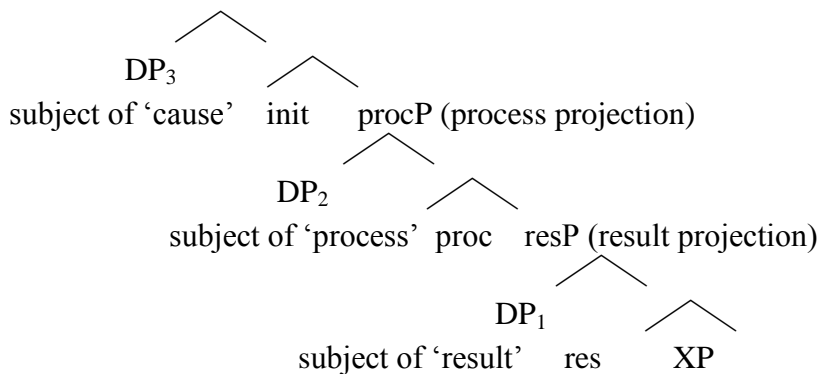 DP₃
subject of ‘cause’ init procP (process projection)
DP₂
subject of ‘process’ proc resP (result projection)
DP₁
subject of ‘result’ res XP